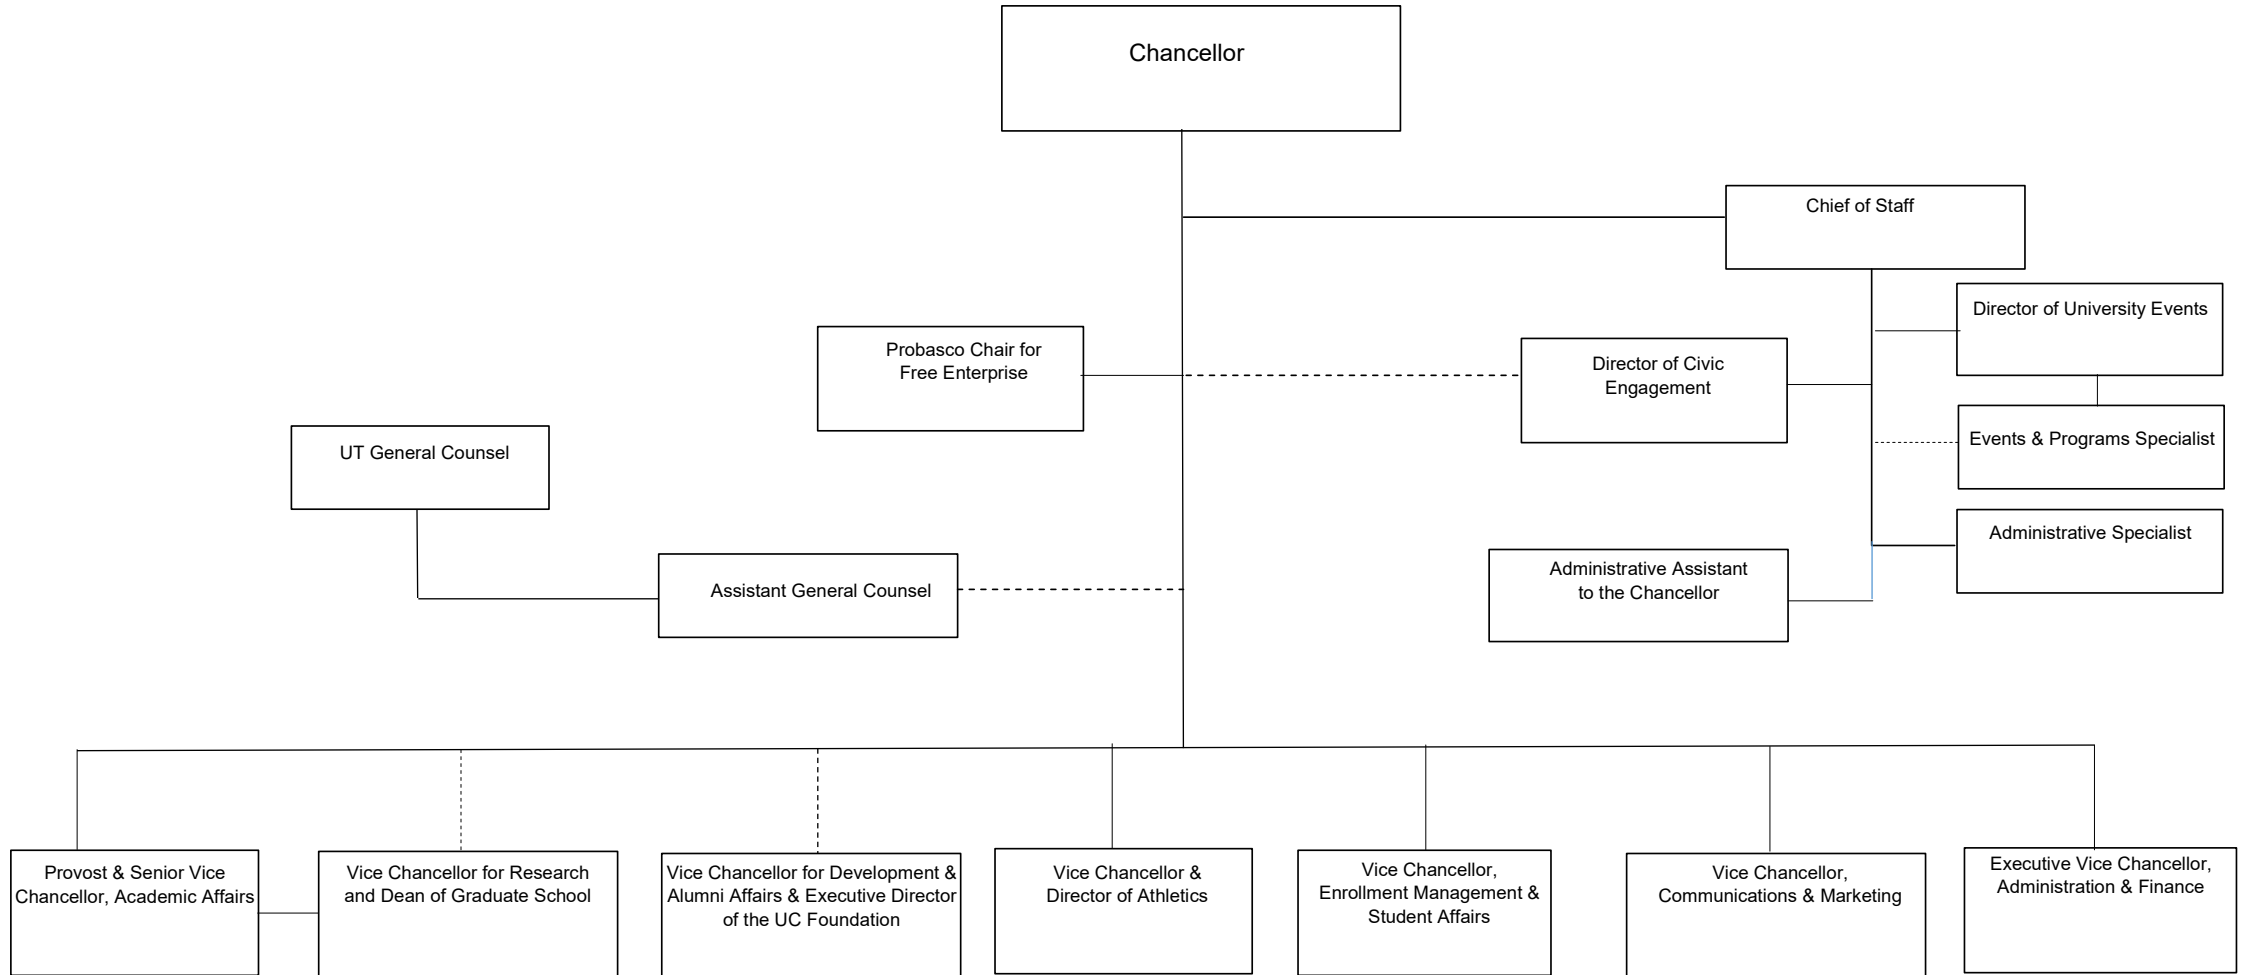 Chancellor
Chief of Staff
Director of University Events
Probasco Chair for
Free Enterprise
Director of Civic
Engagement
Events & Programs Specialist
UT General Counsel
Administrative Specialist
Assistant General Counsel
Administrative Assistant
to the Chancellor
Provost & Senior Vice
Chancellor, Academic Affairs
Vice Chancellor for Research
and Dean of Graduate School
Vice Chancellor for Development &
Alumni Affairs & Executive Director
of the UC Foundation
Vice Chancellor &
Director of Athletics
Vice Chancellor,
Enrollment Management &
Student Affairs
Vice Chancellor,
Communications & Marketing
Executive Vice Chancellor,
Administration & Finance